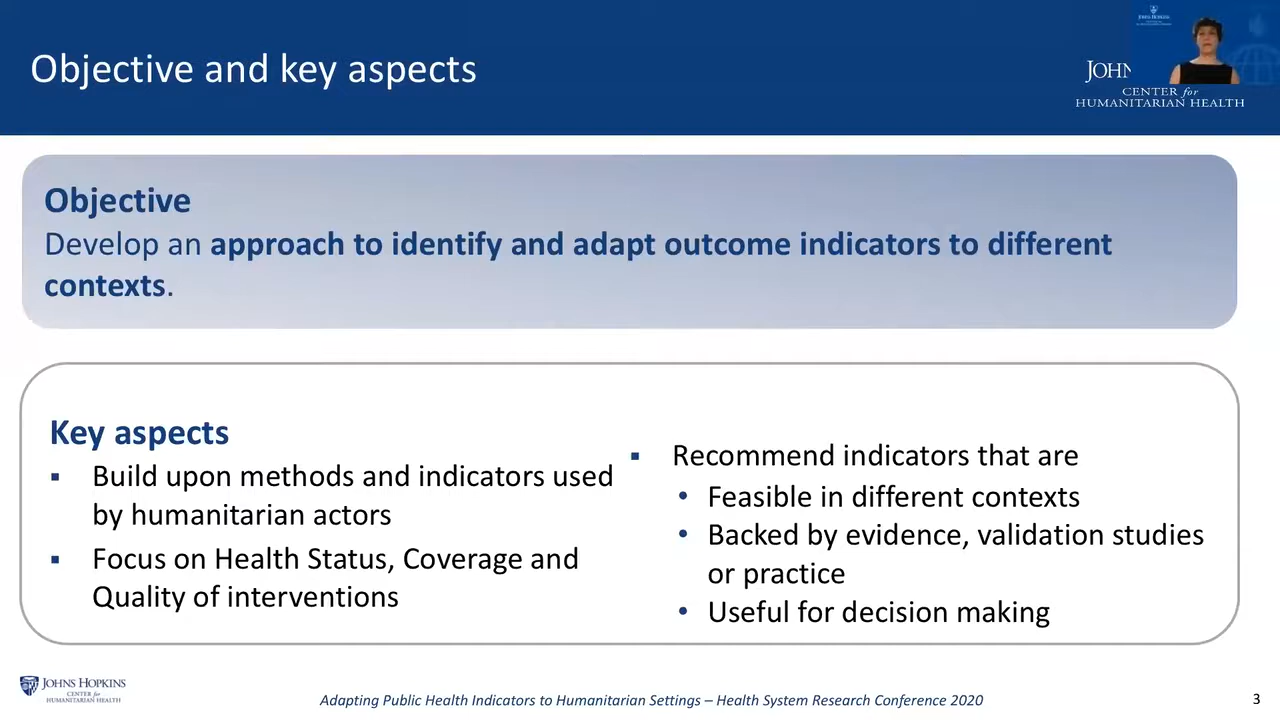 Objective and key aspects
JOHN
CENTER for
HUMANITARIAN HEALTH
Objective
Develop an approach to identify and adapt outcome indicators to different
contexts.
Key aspects
▪ Build upon methods and indicators used
by humanitarian actors
▪ Focus on Health Status, Coverage and
Quality of interventions
▪ Recommend indicators that are
• Feasible in different contexts
• Backed by evidence, validation studies
or practice
• Useful for decision making
JOHNS HOPKINS
CENTER for
HUMANITARIAN HEALTH
Adapting Public Health Indicators to Humanitarian Settings – Health System Research Conference 2020
3